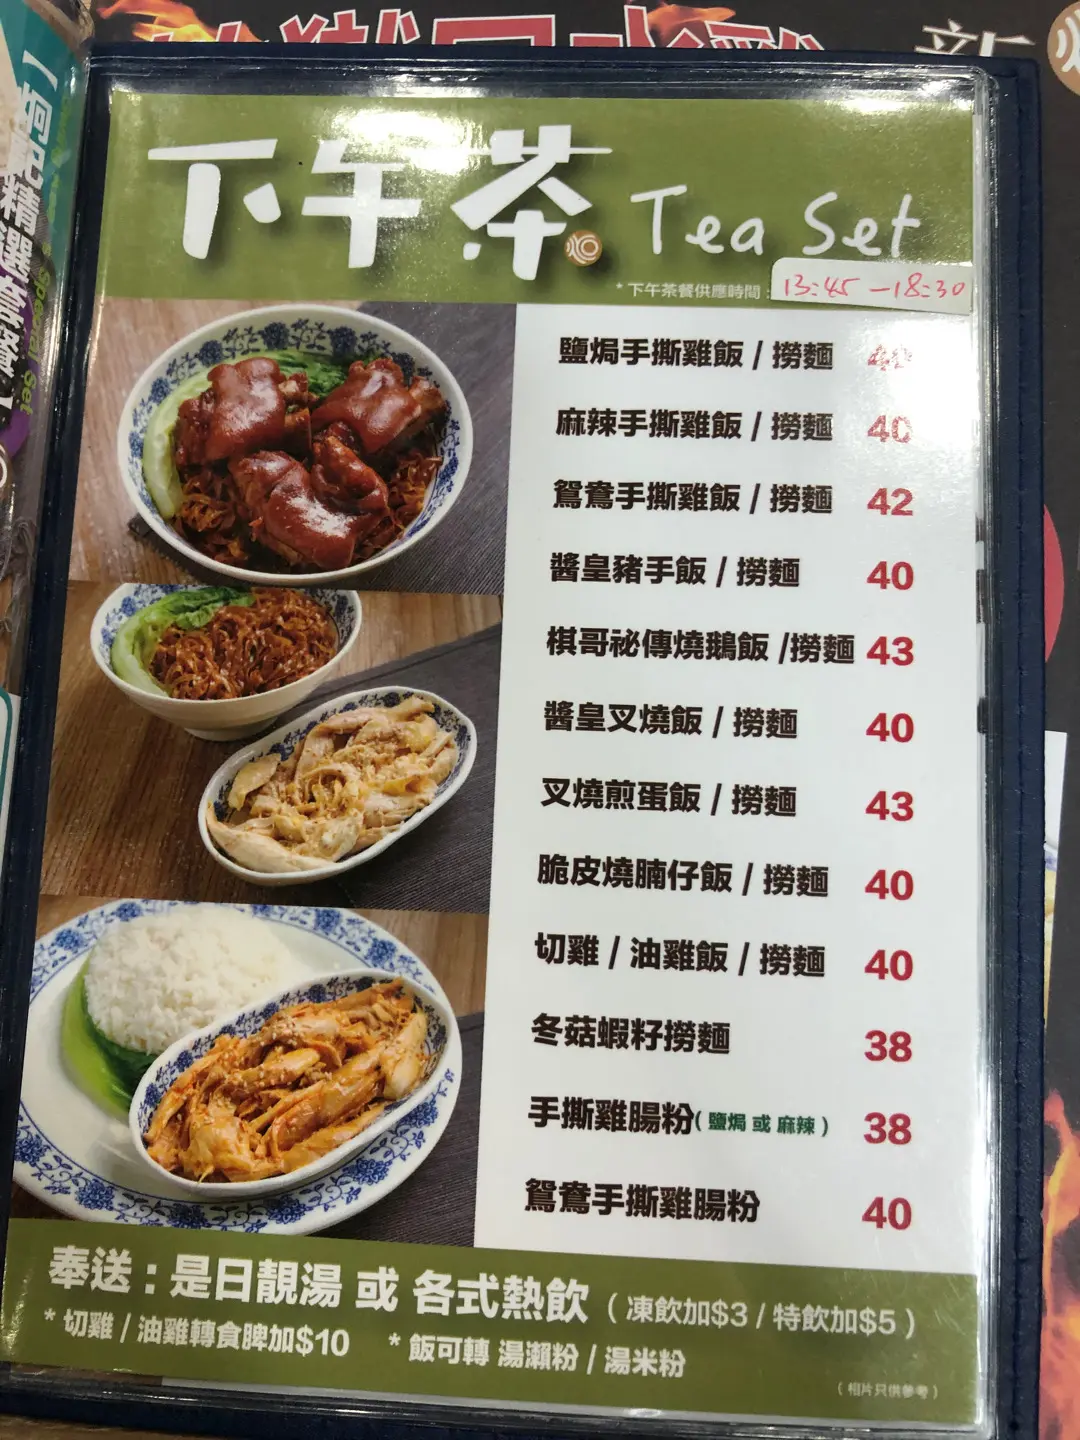 下午茶 Tea Set
*下午茶餐供應時間: 13:45-18:30
鹽焗手撕雞飯 / 撈麵
麻辣手撕雞飯 / 撈麵 40
鴛鴦手撕雞飯 / 撈麵 42
醬皇豬手飯 / 撈麵 40
棋哥祕傳燒鵝飯 /撈麵 43
醬皇叉燒飯 / 撈麵 40
叉燒煎蛋飯 / 撈麵 43
脆皮燒腩仔飯 / 撈麵 40
切雞 / 油雞飯 / 撈麵 40
冬菇蝦籽撈麵 38
手撕雞腸粉(鹽焗 或 麻辣) 38
鴛鴦手撕雞腸粉 40
奉送 : 是日靚湯 或 各式熱飲 (凍飲加$3 / 特飲加$5)
*切雞 / 油雞轉食脾加$10 *飯可轉 湯瀨粉 / 湯米粉
(相片只供參考)
精選套餐
Special Set
新